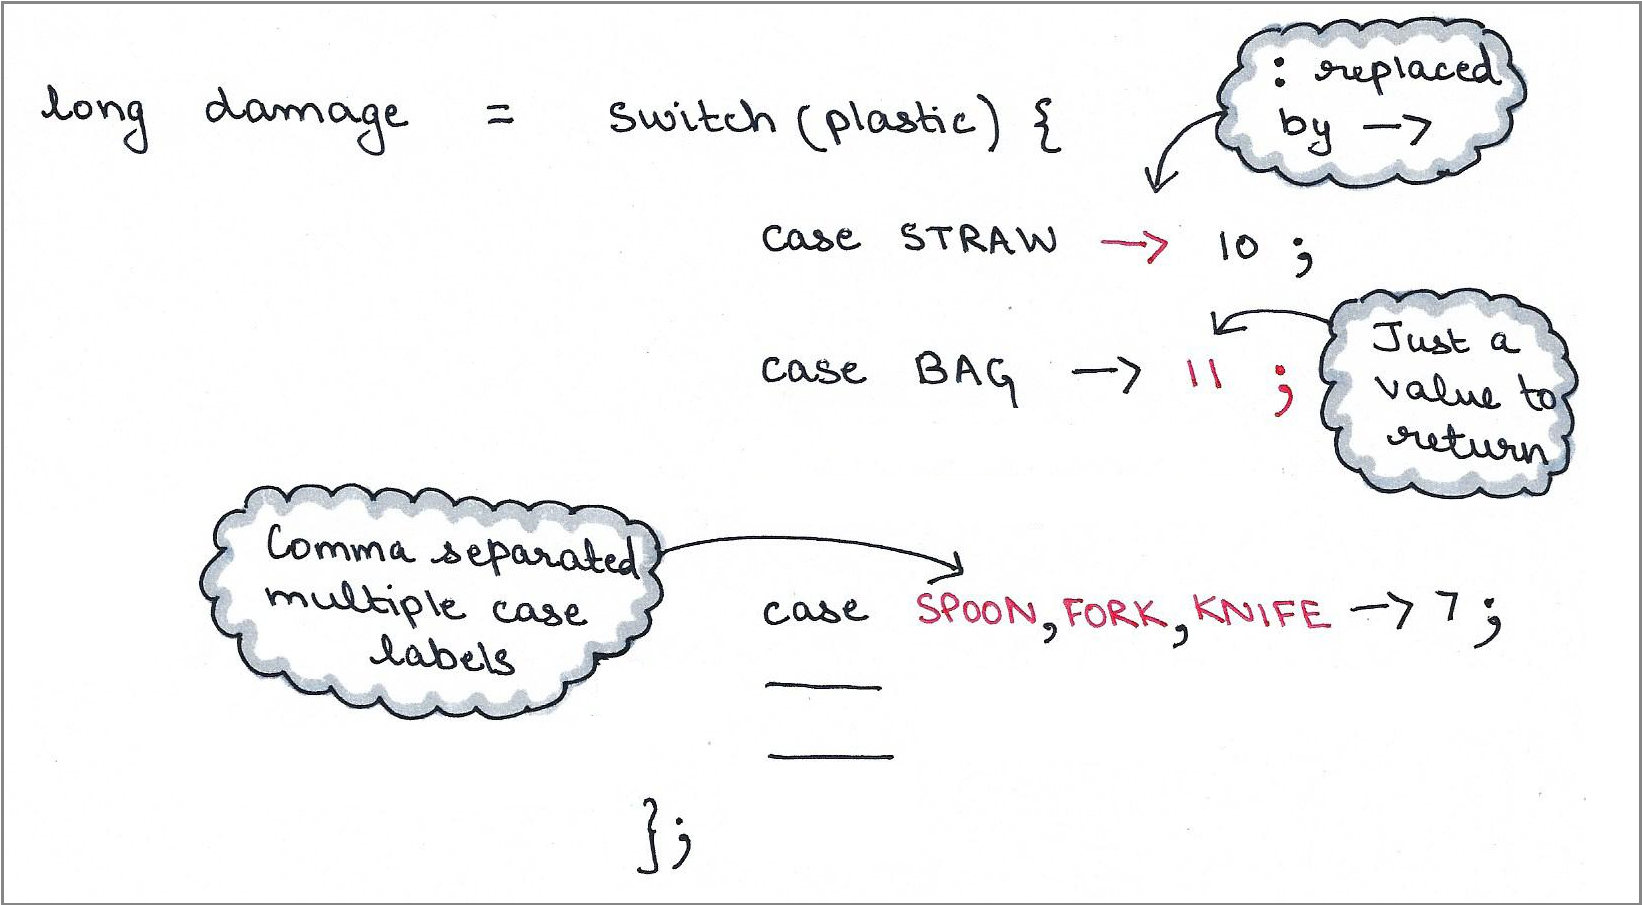 long damage = switch (plastic) {
: replaced
by —>
case STRAW —> 10 ;
case BAG —> 11 ;
Just a
value to
return
Comma separated
multiple case
labels
case SPOON, FORK, KNIFE —> 7 ;
};